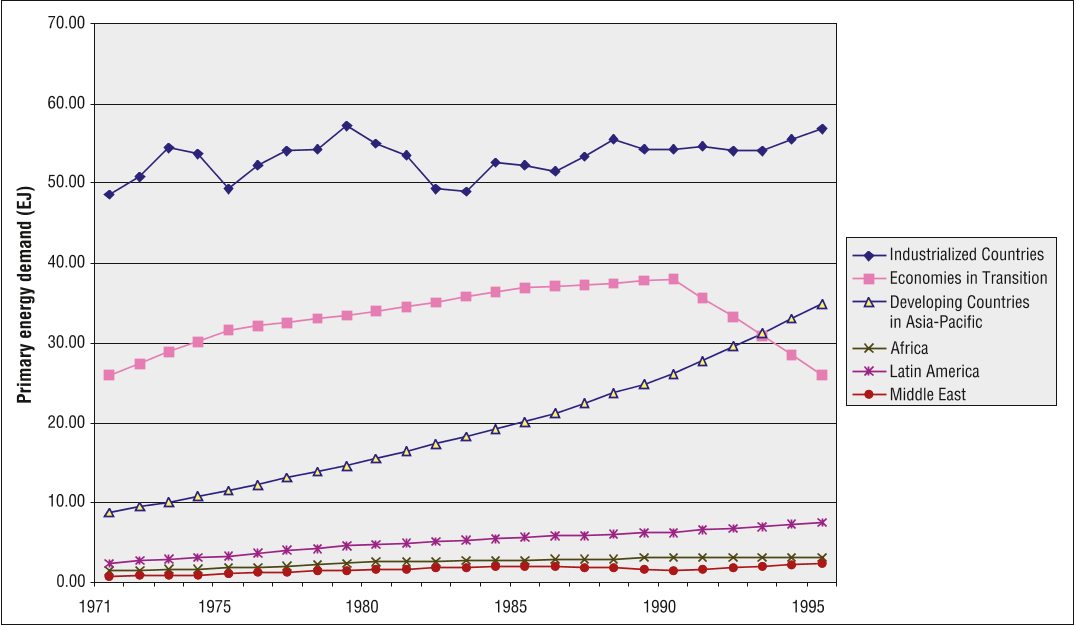 Primary energy demand (EJ)
70.00
60.00
50.00
40.00
30.00
20.00
10.00
0.00
1971
1975
1980
1985
1990
1995
Industrialized Countries
Economies in Transition
Developing Countries
in Asia-Pacific
Africa
Latin America
Middle East